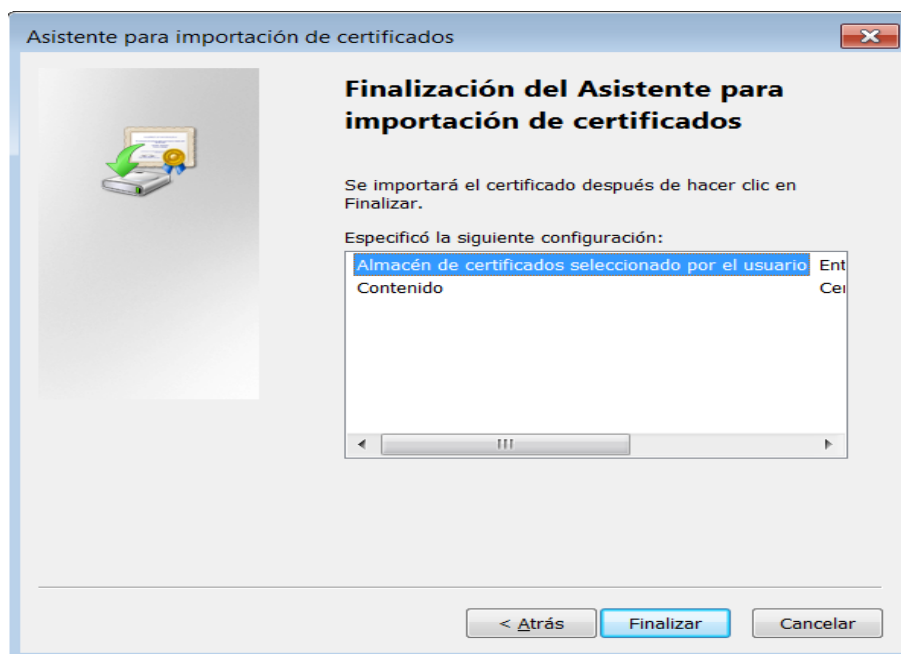 Asistente para importación de certificados
Finalización del Asistente para
importación de certificados
Se importará el certificado después de hacer clic en
Finalizar.
Especificó la siguiente configuración:
Almacén de certificados seleccionado por el usuario Ent
Contenido
< Atrás Finalizar Cancelar